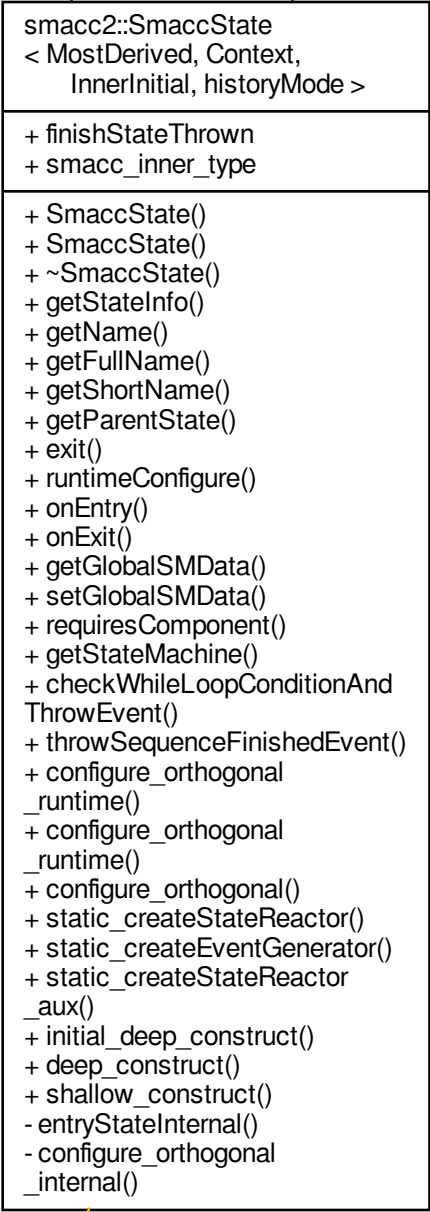 smacc2::SmaccState
< MostDerived, Context,
InnerInitial, historyMode >
+ finishStateThrown
+ smacc_inner_type
+ SmaccState()
+ SmaccState()
+ ~SmaccState()
+ getStateInfo()
+ getName()
+ getFullName()
+ getShortName()
+ getParentState()
+ exit()
+ runtimeConfigure()
+ onEntry()
+ onExit()
+ getGlobalSMData()
+ setGlobalSMData()
+ requiresComponent()
+ getStateMachine()
+ checkWhileLoopConditionAnd
ThrowEvent()
+ throwSequenceFinishedEvent()
+ configure_orthogonal
_runtime()
+ configure_orthogonal
_runtime()
+ configure_orthogonal()
+ static_createStateReactor()
+ static_createEventGenerator()
+ static_createStateReactor
_aux()
+ initial_deep_construct()
+ deep_construct()
+ shallow_construct()
- entryStateInternal()
- configure_orthogonal
_internal()